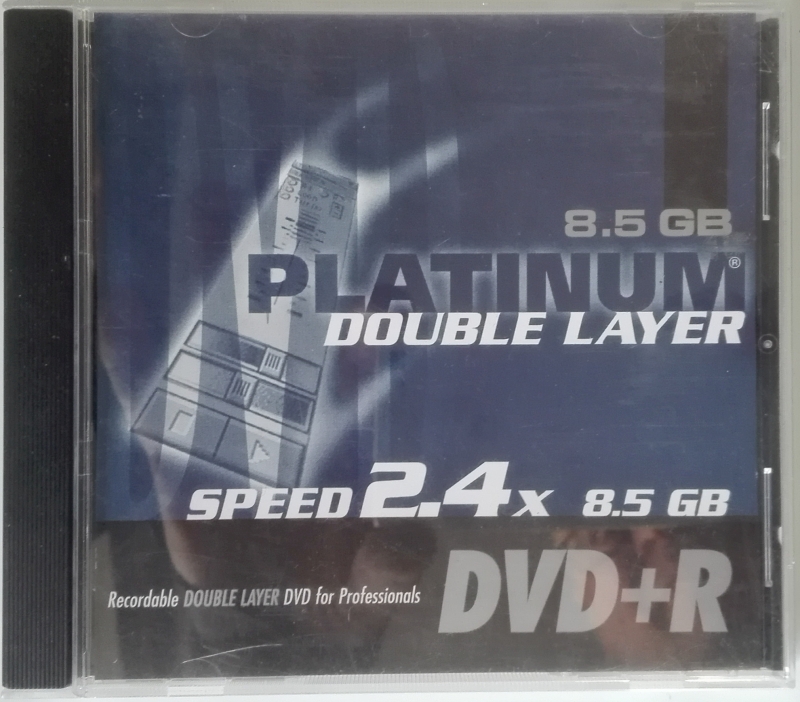 8.5 GB
PLATINUM®
DOUBLE LAYER
SPEED 2.4x 8.5 GB
Recordable DOUBLE LAYER DVD for Professionals
DVD+R